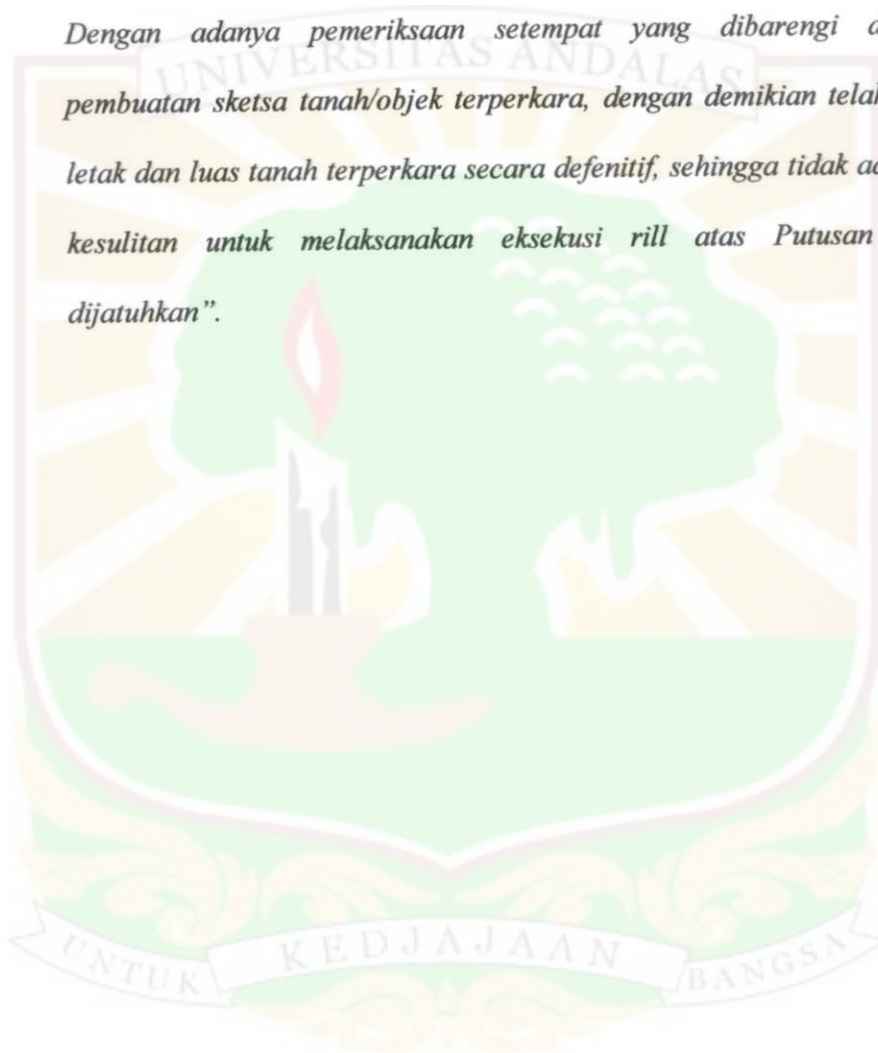 Dengan adanya pemeriksaan setempat yang dibarengi
UNIVERSITAS ANDALAS
pembuatan sketsa tanah/objek terperkara, dengan demikian
letak dan luas tanah terperkara secara defenitif, sehingga tidak
kesulitan untuk melaksanakan eksekusi rill atas Putusan
dijatuhkan”.
UNTUK KEDJAJAAN BANGSA